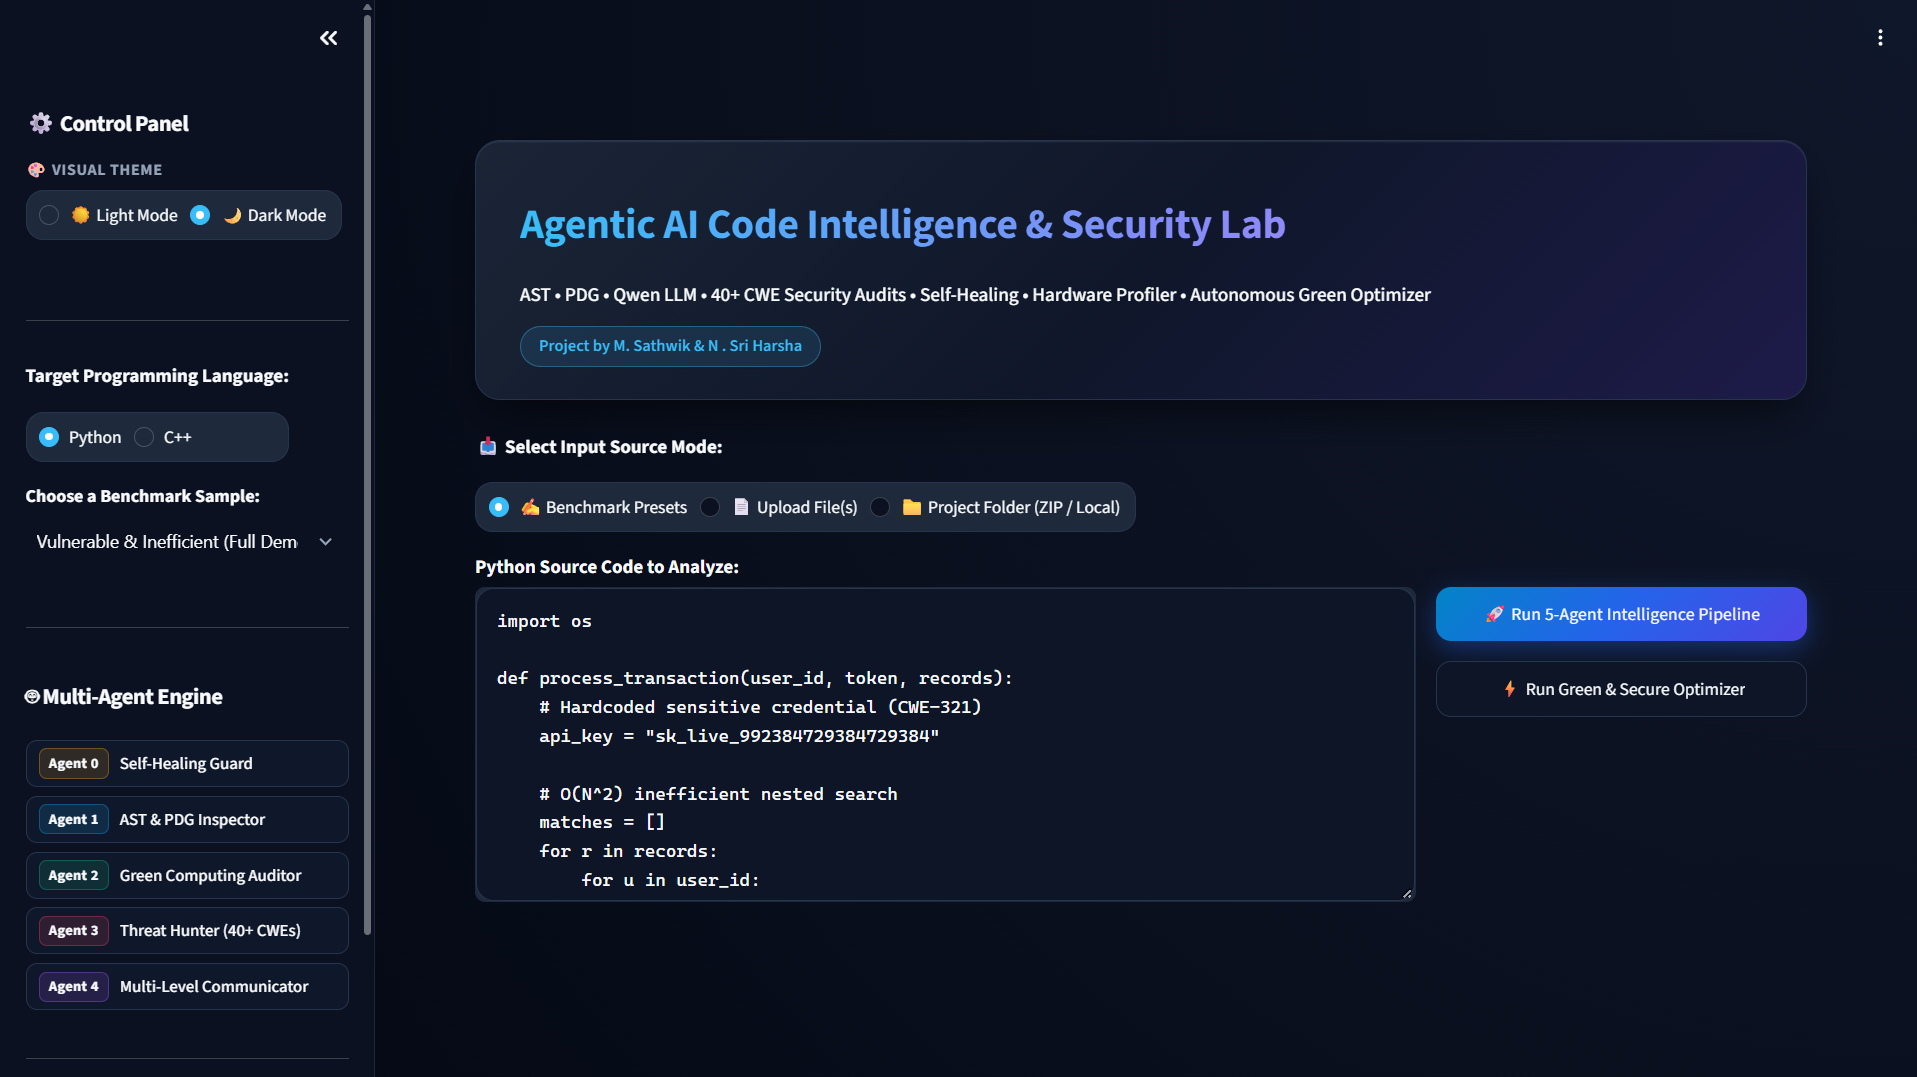 Control Panel
VISUAL THEME
Light Mode
Dark Mode
Target Programming Language:
Python
C++
Choose a Benchmark Sample:
Vulnerable & Inefficient (Full Dem
Multi-Agent Engine
Agent 0 Self-Healing Guard
Agent 1 AST & PDG Inspector
Agent 2 Green Computing Auditor
Agent 3 Threat Hunter (40+ CWEs)
Agent 4 Multi-Level Communicator
Agentic AI Code Intelligence & Security Lab
AST • PDG • Qwen LLM • 40+ CWE Security Audits • Self-Healing • Hardware Profiler • Autonomous Green Optimizer
Project by M. Sathwik & N . Sri Harsha
Select Input Source Mode:
Benchmark Presets
Upload File(s)
Project Folder (ZIP / Local)
Python Source Code to Analyze:
import os
def process_transaction(user_id, token, records):
# Hardcoded sensitive credential (CWE-321)
api_key = "sk_live_992384729384729384"
# O(N^2) inefficient nested search
matches = []
for r in records:
for u in user_id:
Run 5-Agent Intelligence Pipeline
Run Green & Secure Optimizer